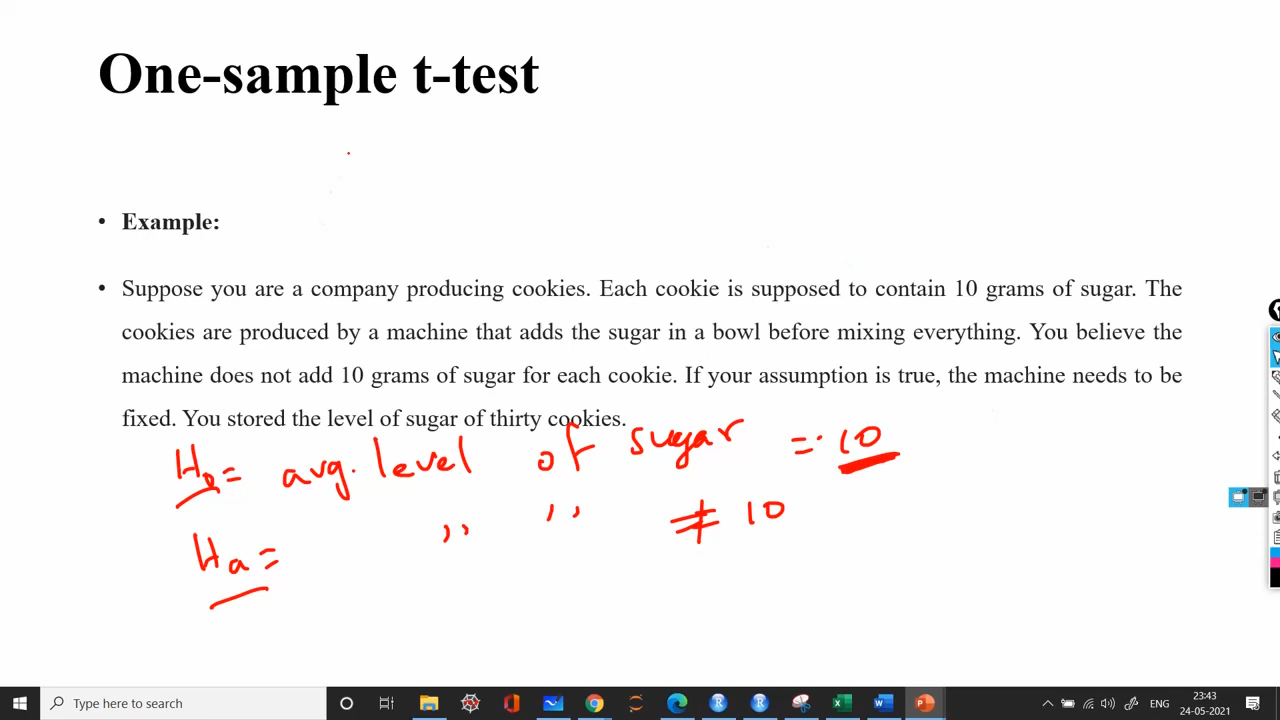 One-sample t-test
• Example:
• Suppose you are a company producing cookies. Each cookie is supposed to contain 10 grams of sugar. The
cookies are produced by a machine that adds the sugar in a bowl before mixing everything. You believe the
machine does not add 10 grams of sugar for each cookie. If your assumption is true, the machine needs to be
fixed. You stored the level of sugar of thirty cookies.
H0 = avg. level of sugar = 10
Ha = ,, ,, ≠ 10
Type here to search
ENG
23:43
24-05-2021